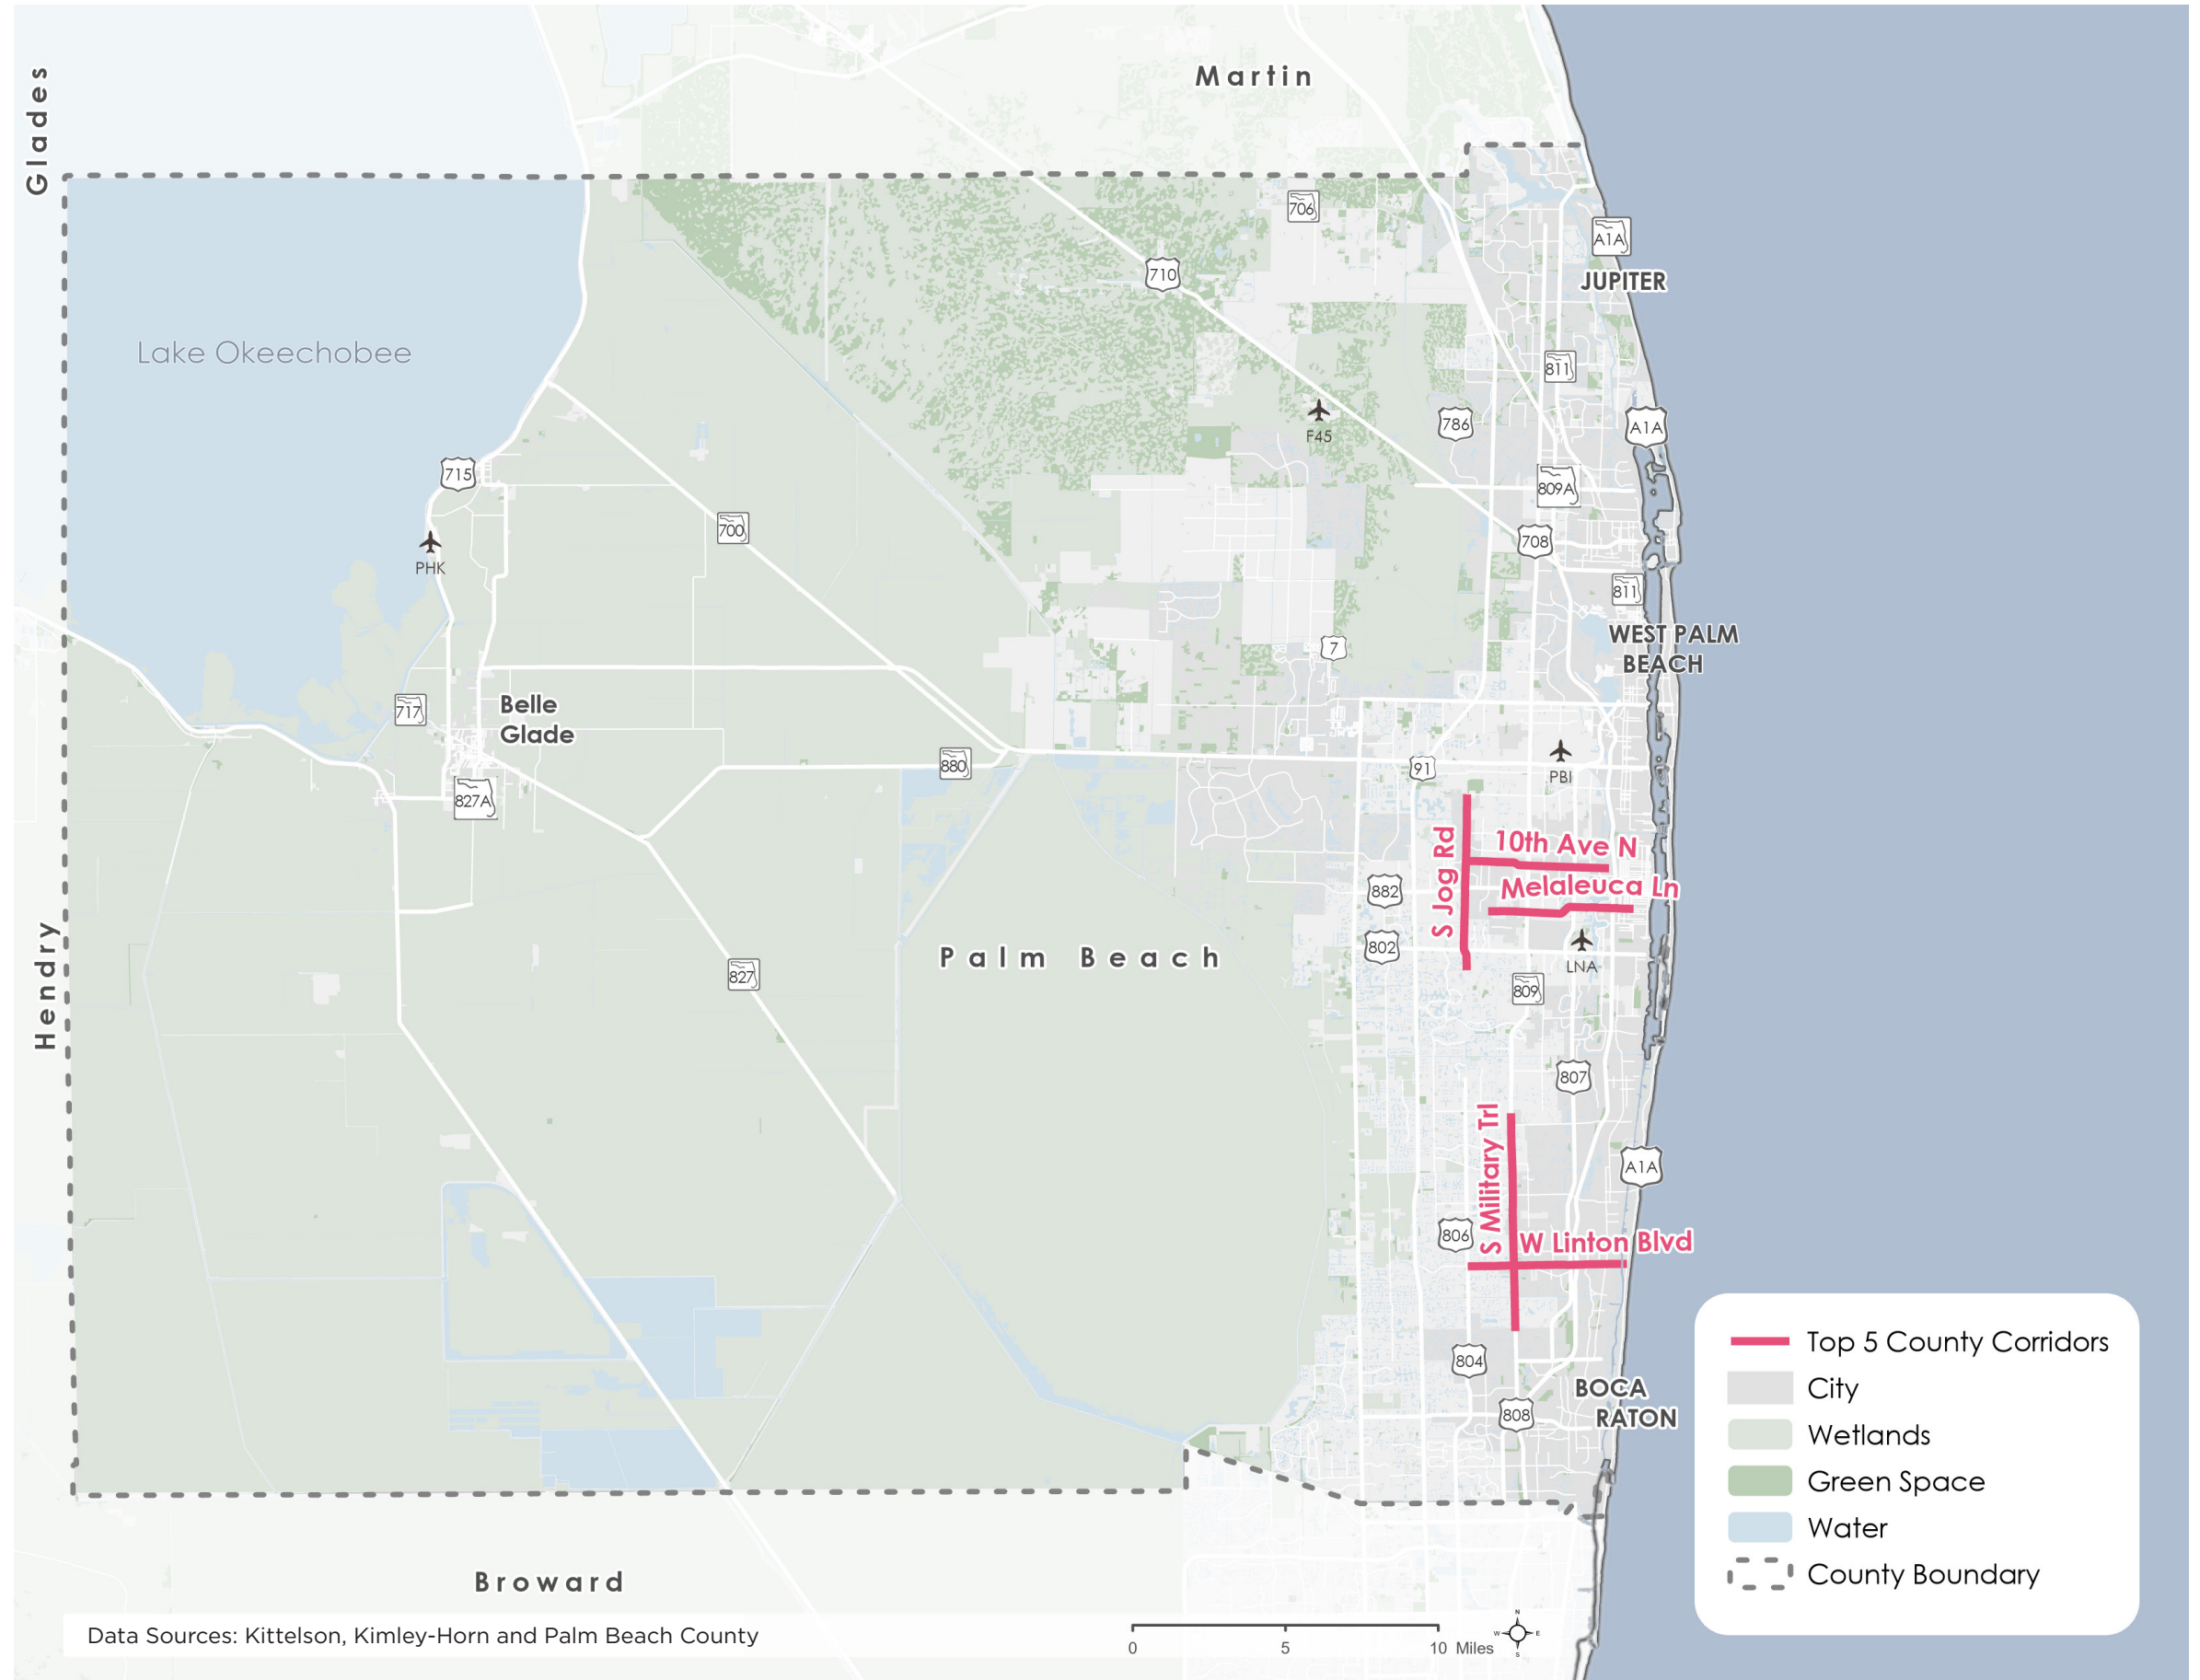 Martin
Glades
706
A1A
710
JUPITER
Lake Okeechobee
811
786
A1A
F45
715
809A
700
708
PHK
811
WEST PALM
BEACH
7
717
Belle
Glade
880
91
PBI
827A
S Jog Rd
10th Ave N
882
Melaleuca Ln
802
LNA
Palm Beach
Hendry
827
809
807
S Military Trl
A1A
806
W Linton Blvd
804
BOCA
RATON
808
Top 5 County Corridors
City
Wetlands
Green Space
Water
County Boundary
Broward
Data Sources: Kittelson, Kimley-Horn and Palm Beach County
0 5 10 Miles
N
W E
S